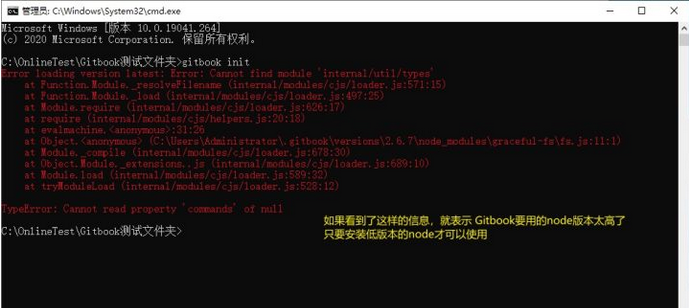 管理员: C:\Windows\System32\cmd.exe
Microsoft Windows [版本 10.0.19041.264]
(c) 2020 Microsoft Corporation. 保留所有权利。
C:\OnlineTest\Gitbook测试文件夹>gitbook init
Error loading version latest: Error: Cannot find module 'internal/util/types'
at Function.Module._resolveFilename (internal/modules/cjs/loader.js:571:15)
at Function.Module._load (internal/modules/cjs/loader.js:497:25)
at Module.require (internal/modules/cjs/loader.js:626:17)
at require (internal/modules/cjs/helpers.js:20:18)
at evalmachine.<anonymous>:31:26
at Object.<anonymous> (C:\Users\Administrator\.gitbook\versions\2.6.7\node_modules\graceful-fs\fs.js:11:1)
at Module._compile (internal/modules/cjs/loader.js:678:30)
at Object.Module._extensions..js (internal/modules/cjs/loader.js:689:10)
at Module.load (internal/modules/cjs/loader.js:589:32)
at tryModuleLoad (internal/modules/cjs/loader.js:528:12)
TypeError: Cannot read property 'commands' of null
C:\OnlineTest\Gitbook测试文件夹>
如果看到了这样的信息，就表示 Gitbook要用的node版本太高了
只要安装低版本的node才可以使用